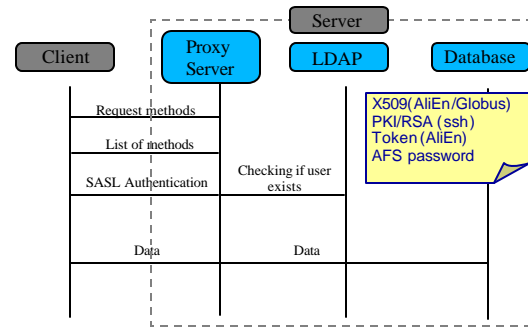 Server
Client
Proxy
Server
LDAP
Database
X509(AliEn/Globus)
PKI/RSA (ssh)
Token (AliEn)
AFS password
Request methods
List of methods
SASL Authentication
Checking if user
exists
Data
Data